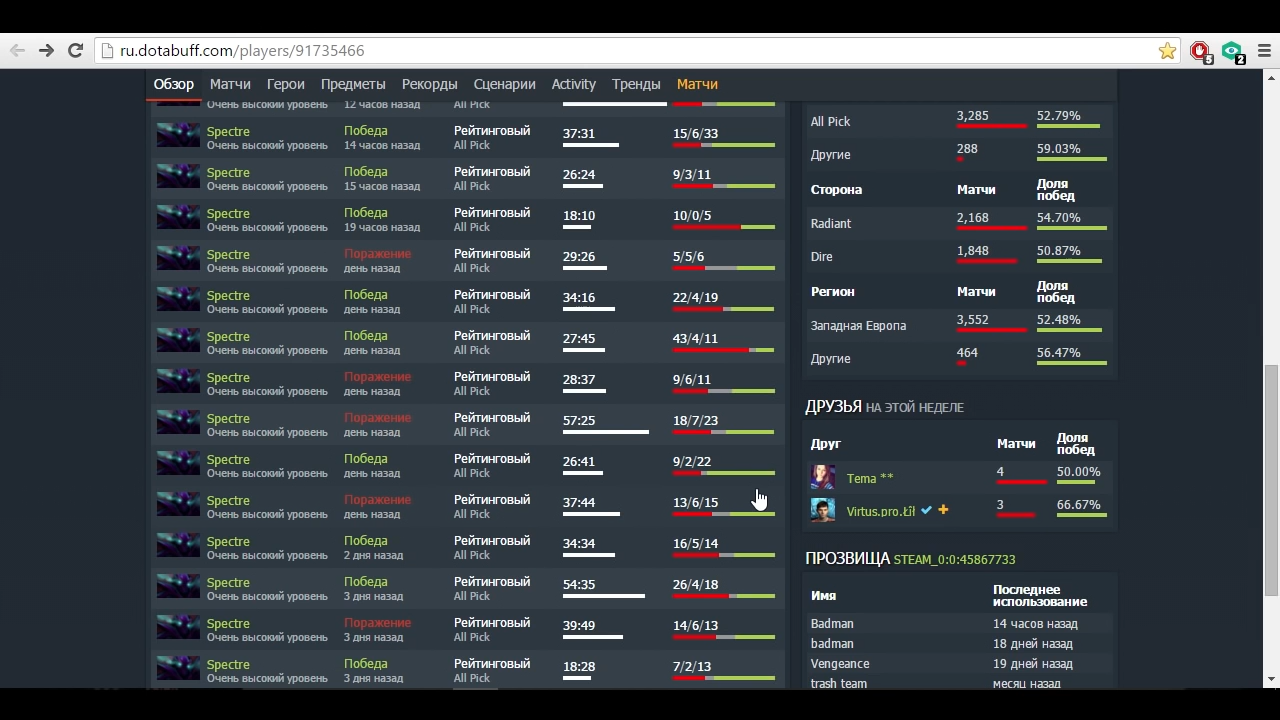 ru.dotabuff.com/players/91735466
5
2
Обзор Матчи Герои Предметы Рекорды Сценарии Activity Тренды Матчи
Очень высокий уровень 12 часов назад All Pick
Spectre Победа Рейтинговый 37:31 15/6/33
Очень высокий уровень 14 часов назад All Pick
Spectre Победа Рейтинговый 26:24 9/3/11
Очень высокий уровень 15 часов назад All Pick
Spectre Победа Рейтинговый 18:10 10/0/5
Очень высокий уровень 19 часов назад All Pick
Spectre Поражение Рейтинговый 29:26 5/5/6
Очень высокий уровень день назад All Pick
Spectre Победа Рейтинговый 34:16 22/4/19
Очень высокий уровень день назад All Pick
Spectre Победа Рейтинговый 27:45 43/4/11
Очень высокий уровень день назад All Pick
Spectre Поражение Рейтинговый 28:37 9/6/11
Очень высокий уровень день назад All Pick
Spectre Поражение Рейтинговый 57:25 18/7/23
Очень высокий уровень день назад All Pick
Spectre Победа Рейтинговый 26:41 9/2/22
Очень высокий уровень день назад All Pick
Spectre Поражение Рейтинговый 37:44 13/6/15
Очень высокий уровень день назад All Pick
Spectre Победа Рейтинговый 34:34 16/5/14
Очень высокий уровень 2 дня назад All Pick
Spectre Победа Рейтинговый 54:35 26/4/18
Очень высокий уровень 3 дня назад All Pick
Spectre Поражение Рейтинговый 39:49 14/6/13
Очень высокий уровень 3 дня назад All Pick
Spectre Победа Рейтинговый 18:28 7/2/13
Очень высокий уровень 3 дня назад All Pick
All Pick 3,285 52.79%
Другие 288 59.03%
Сторона Матчи Доля
побед
Radiant 2,168 54.70%
Dire 1,848 50.87%
Регион Матчи Доля
побед
Западная Европа 3,552 52.48%
Другие 464 56.47%
ДРУЗЬЯ НА ЭТОЙ НЕДЕЛЕ
Друг Матчи Доля
побед
Tema ** 4 50.00%
Virtus.pro.Łīł 3 66.67%
ПРОЗВИЩА STEAM_0:0:45867733
Имя Последнее
использование
Badman 14 часов назад
badman 18 дней назад
Vengeance 19 дней назад
trash team месяц назад